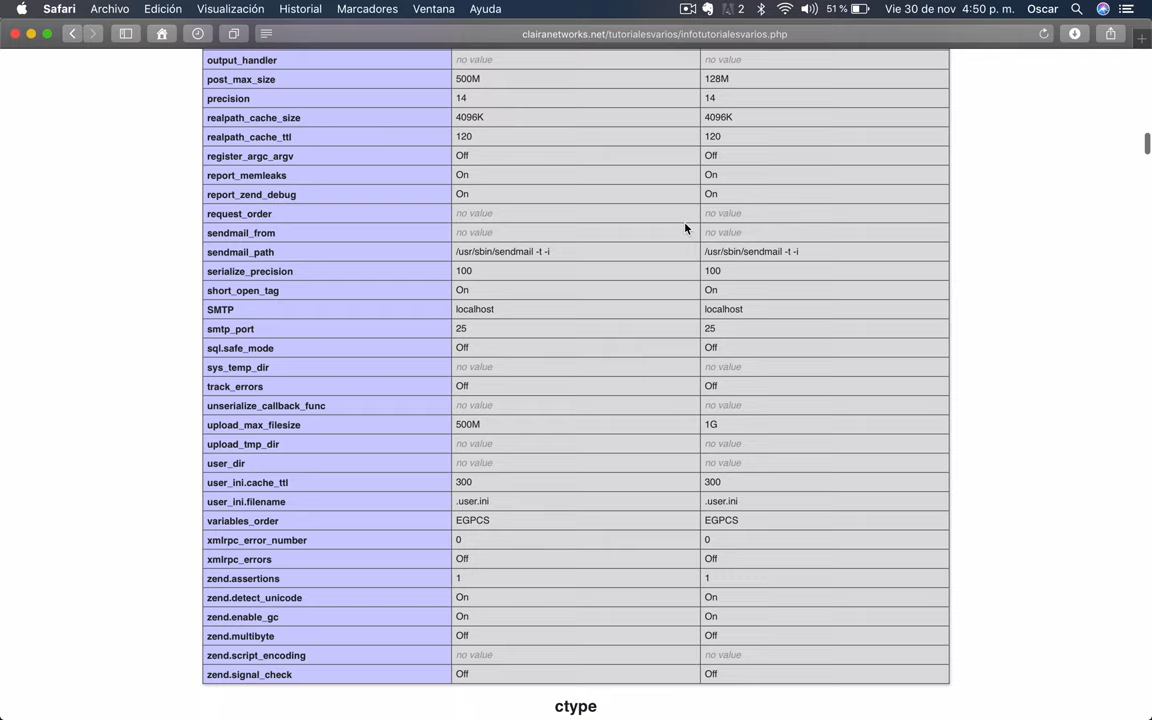 Safari Archivo Edición Visualización Historial Marcadores Ventana Ayuda 2 51 % Vie 30 de nov 4:50 p. m. Oscar
clairanetworks.net/tutorialesvarios/infotutorialesvarios.php
output_handler no value no value
post_max_size 500M 128M
precision 14 14
realpath_cache_size 4096K 4096K
realpath_cache_ttl 120 120
register_argc_argv Off Off
report_memleaks On On
report_zend_debug On On
request_order no value no value
sendmail_from no value no value
sendmail_path /usr/sbin/sendmail -t -i /usr/sbin/sendmail -t -i
serialize_precision 100 100
short_open_tag On On
SMTP localhost localhost
smtp_port 25 25
sql.safe_mode Off Off
sys_temp_dir no value no value
track_errors Off Off
unserialize_callback_func no value no value
upload_max_filesize 500M 1G
upload_tmp_dir no value no value
user_dir no value no value
user_ini.cache_ttl 300 300
user_ini.filename .user.ini .user.ini
variables_order EGPCS EGPCS
xmlrpc_error_number 0 0
xmlrpc_errors Off Off
zend.assertions 1 1
zend.detect_unicode On On
zend.enable_gc On On
zend.multibyte Off Off
zend.script_encoding no value no value
zend.signal_check Off Off
ctype